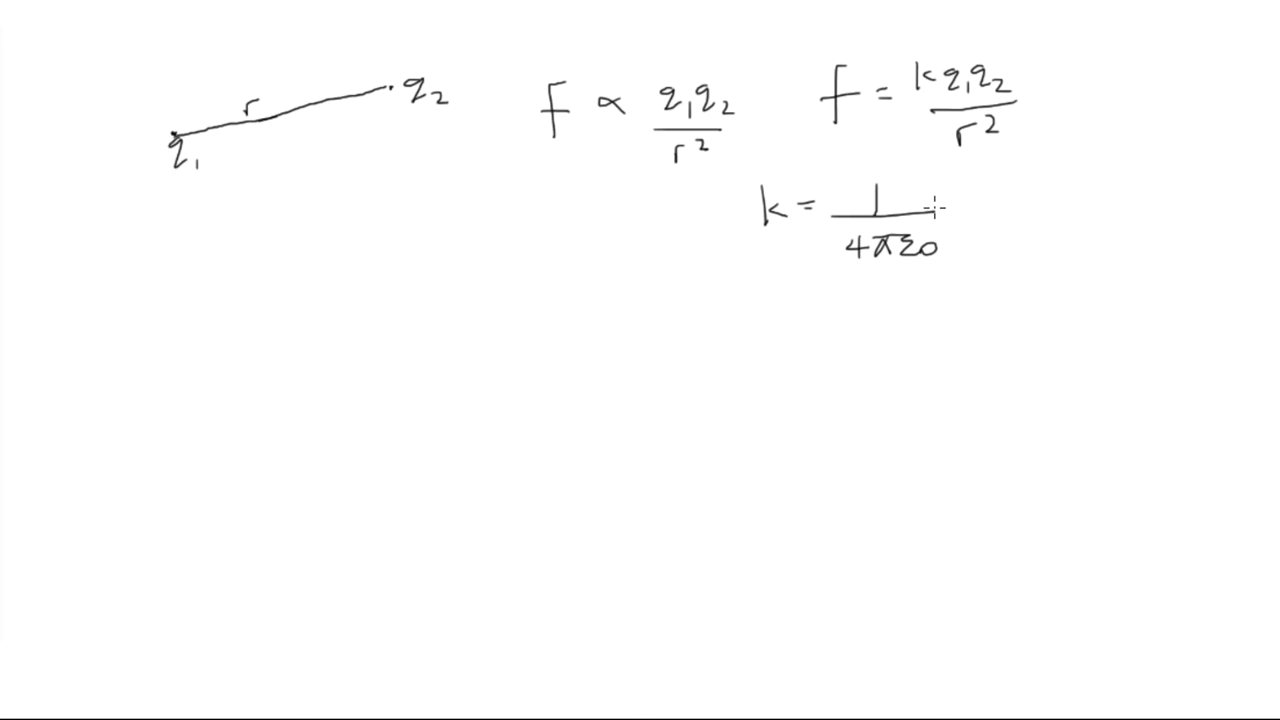 r
q₂
q₁
F ∝ q₁q₂ / r²
F = kq₁q₂ / r²
k = 1 / 4πε0